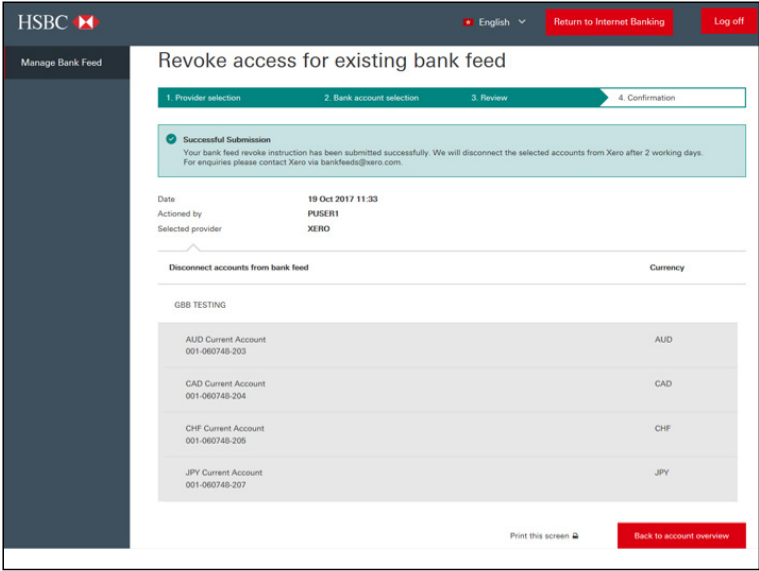 HSBC
English
Return to Internet Banking
Log off
Manage Bank Feed
Revoke access for existing bank feed
1. Provider selection
2. Bank account selection
3. Review
4. Confirmation
Successful Submission
Your bank feed revoke instruction has been submitted successfully. We will disconnect the selected accounts from Xero after 2 working days.
For enquiries please contact Xero via bankfeeds@xero.com.
Date 19 Oct 2017 11:33
Actioned by PUSER1
Selected provider XERO
Disconnect accounts from bank feed Currency
GBB TESTING
AUD Current Account AUD
001-060748-203
CAD Current Account CAD
001-060748-204
CHF Current Account CHF
001-060748-205
JPY Current Account JPY
001-060748-207
Print this screen
Back to account overview